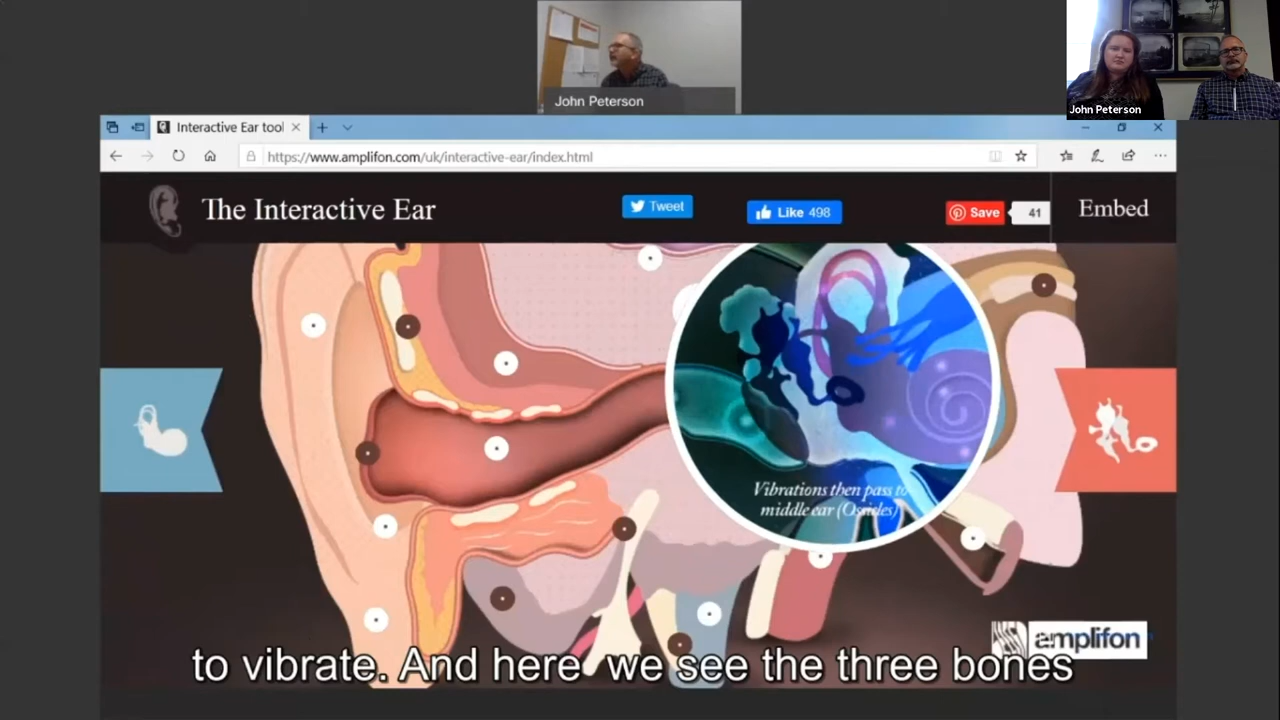 John Peterson
John Peterson
Interactive Ear tool
https://www.amplifon.com/uk/interactive-ear/index.html
The Interactive Ear
Tweet
Like 498
Save
41
Embed
Vibrations then pass to
middle ear (Ossicles)
amplifon
to vibrate. And here we see the three bones